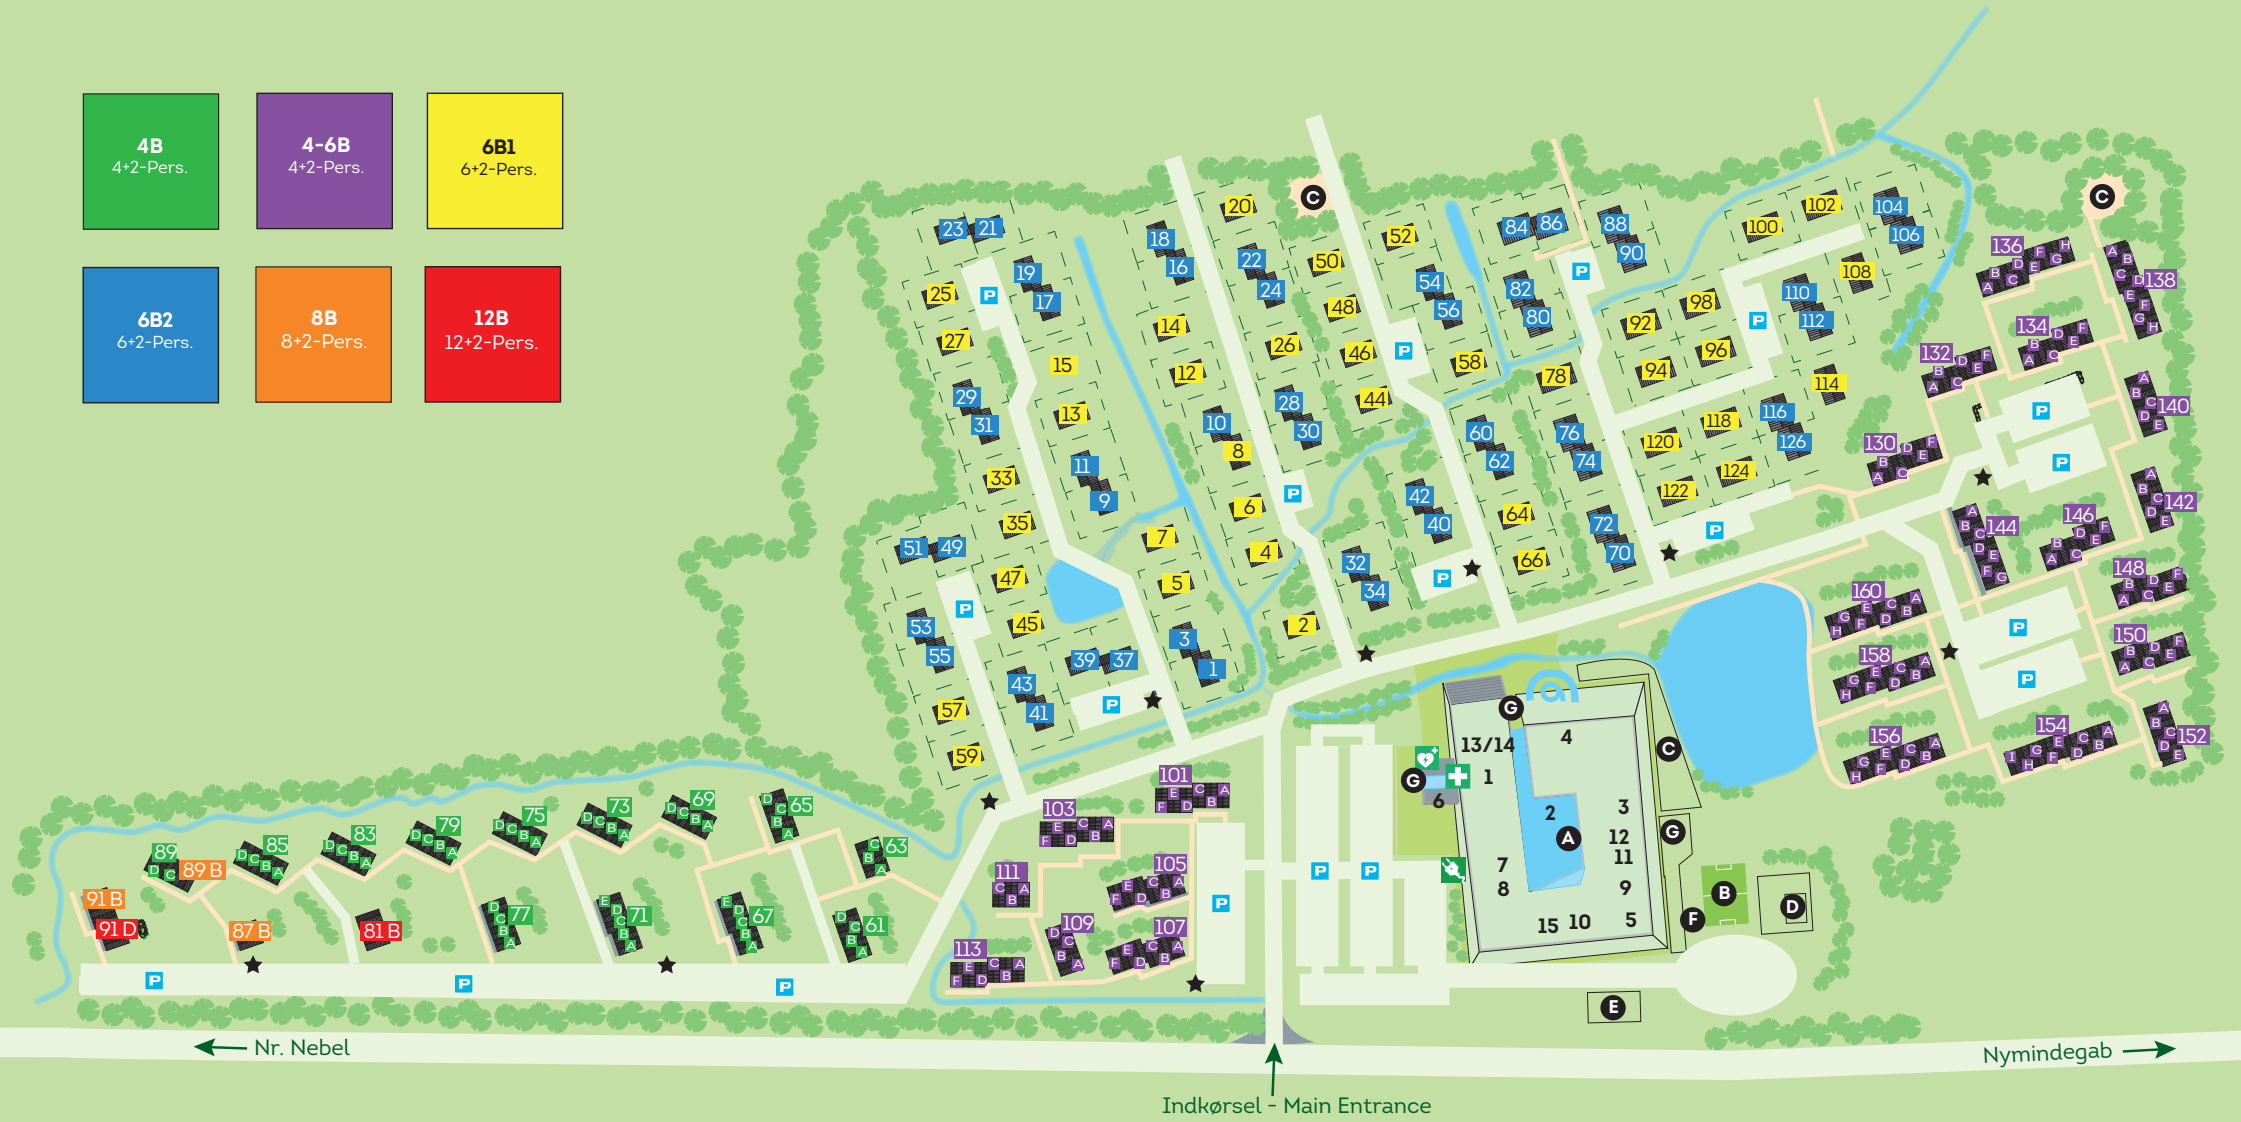 4B
4+2-Pers.
4-6B
4+2-Pers.
6B1
6+2-Pers.
6B2
6+2-Pers.
8B
8+2-Pers.
12B
12+2-Pers.
23 21
19
17
25
P
27
15
29
31
13
33
11
9
35
51 49
47
P
53
55
45
39 37
43
41
P
57
59
7
5
3
1
18
16
14
12
10
8
6
4
2
20
22
24
26
28
30
P
32
34
C
50
48
46
44
P
42
40
P
52
54
56
58
60
62
64
66
84 86
82
80
78
76
74
72
70
88
90
P
92
94
98
96
P
100
102
104
106
108
110
112
114
116
126
118
120
122
124
P
C
136
A B C D E F G H
138
A B C D E F G H
134
A B C D E F
132
A B C D E F
130
A B C D E F
P
P
140
A B C D E
142
A B C D E
144
A B C D E F G
146
A B C D E F
148
A B C D E F
150
A B C D E F
152
A B C D E
154
I H G F E D C B A
156
H G F E D C B A
158
H G F E D C B A
160
H G F E D C B A
P
P
101
F E D C B A
103
F E D C B A
105
F E D C B A
107
F E D C B A
109
D C B A
111
C B A
113
F E D C B A
P
P
P
G
13/14
4
1
G
6
2
3
A
12
11
7
8
9
15 10
5
C
G
B
F
D
E
89
D C
89 B
85
D C B A
83
D C B A
79
D C B A
75
D C B A
73
D C B A
69
D C B A
65
D C B A
63
C B A
61
D C B A
67
E D C B A
71
E D C B A
77
D C B A
81 B
87 B
91 B
91 D
P
P
P
Nr. Nebel
Nymindegab
Indkørsel - Main Entrance